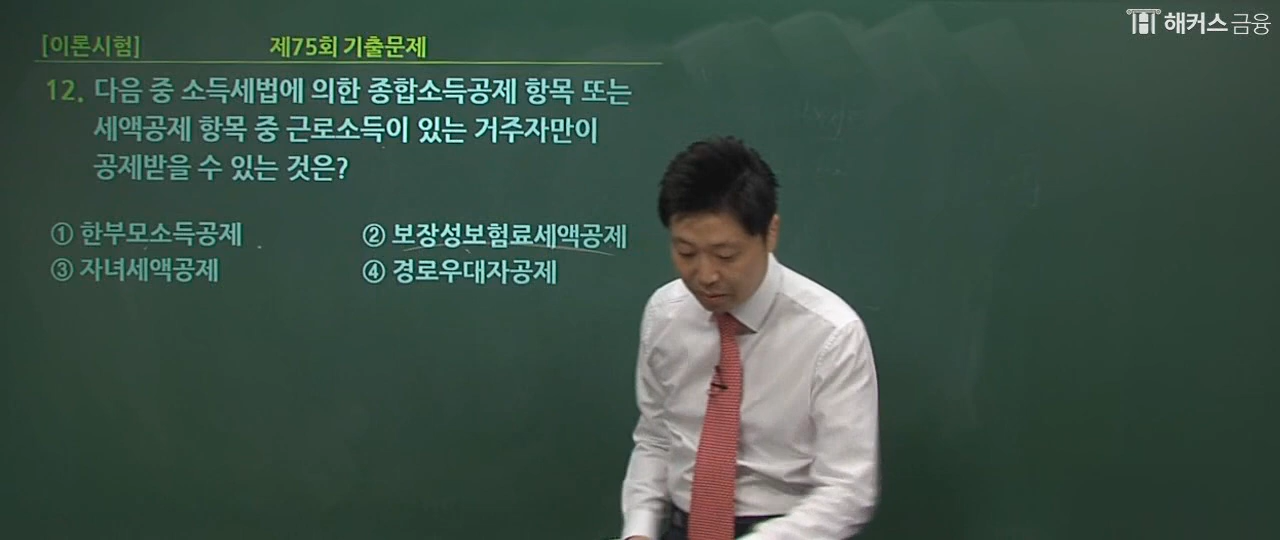 해커스 금융
[이론시험] 제75회 기출문제
12. 다음 중 소득세법에 의한 종합소득공제 항목 또는
세액공제 항목 중 근로소득이 있는 거주자만이
공제받을 수 있는 것은?
① 한부모소득공제 ② 보장성보험료세액공제
③ 자녀세액공제 ④ 경로우대자공제